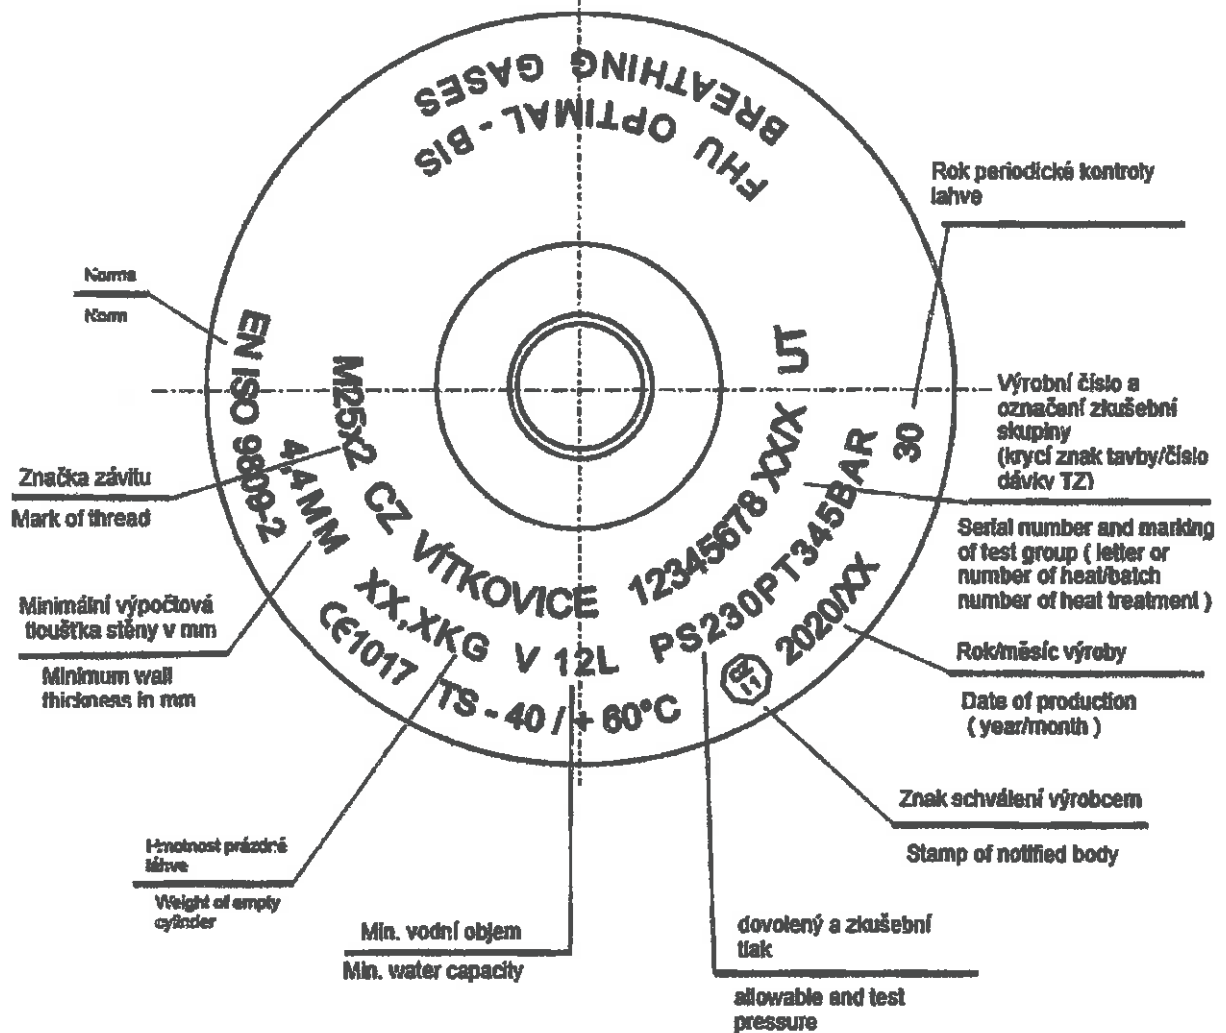 FHU OPTIMAL - BIS
BREATHING GASES
Rok periodické kontroly
lahve
Norma
Norm
EN ISO 9809-2
M25x2 CZ VÍTKOVICE 12345678 XX/X UT
4,4MM XX,XKG V 12L PS230PT345BAR
CE1017 TS - 40 / + 60°C CZ 11 2020/XX 30
Výrobní číslo a
označení zkušební
skupiny
(krycí znak tavby/číslo
dávky TZ)
Serial number and marking
of test group ( letter or
number of heat/batch
number of heat treatment )
Značka závitu
Mark of thread
Minimální výpočtová
tloušťka stěny v mm
Minimum wall
thickness in mm
Rok/měsíc výroby
Date of production
( year/month )
Znak schválení výrobcem
Stamp of notified body
Hmotnost prázdné
láhve
Weight of empty
cylinder
Min. vodní objem
Min. water capacity
dovolený a zkušební
tlak
allowable and test
pressure